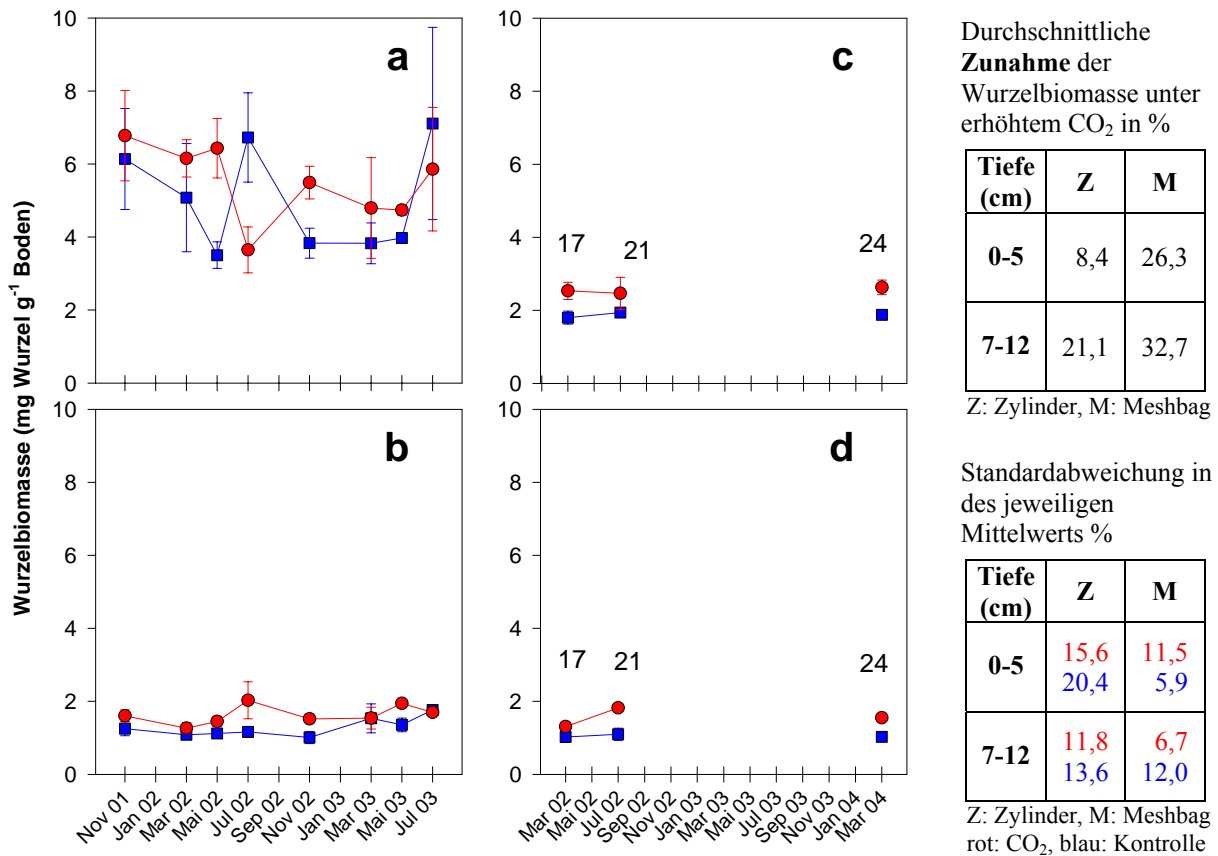 Wurzelbiomasse (mg Wurzel g⁻¹ Boden)
10
8
6
4
2
0
a
10
8
6
4
2
0
c
17
21
24
10
8
6
4
2
0
b
Nov 01
Jan 02
Mar 02
Mai 02
Jul 02
Sep 02
Nov 02
Jan 03
Mar 03
Mai 03
Jul 03
10
8
6
4
2
0
d
17
21
24
Mar 02
Mai 02
Jul 02
Sep 02
Nov 02
Jan 03
Mar 03
Mai 03
Jul 03
Sep 03
Nov 03
Jan 04
Mar 04
Durchschnittliche
Zunahme der
Wurzelbiomasse unter
erhöhtem CO₂ in %
Tiefe (cm) Z M
0-5 8,4 26,3
7-12 21,1 32,7
Z: Zylinder, M: Meshbag
Standardabweichung in
des jeweiligen
Mittelwerts %
Tiefe (cm) Z M
0-5 15,6 11,5
20,4 5,9
7-12 11,8 6,7
13,6 12,0
Z: Zylinder, M: Meshbag
rot: CO₂, blau: Kontrolle